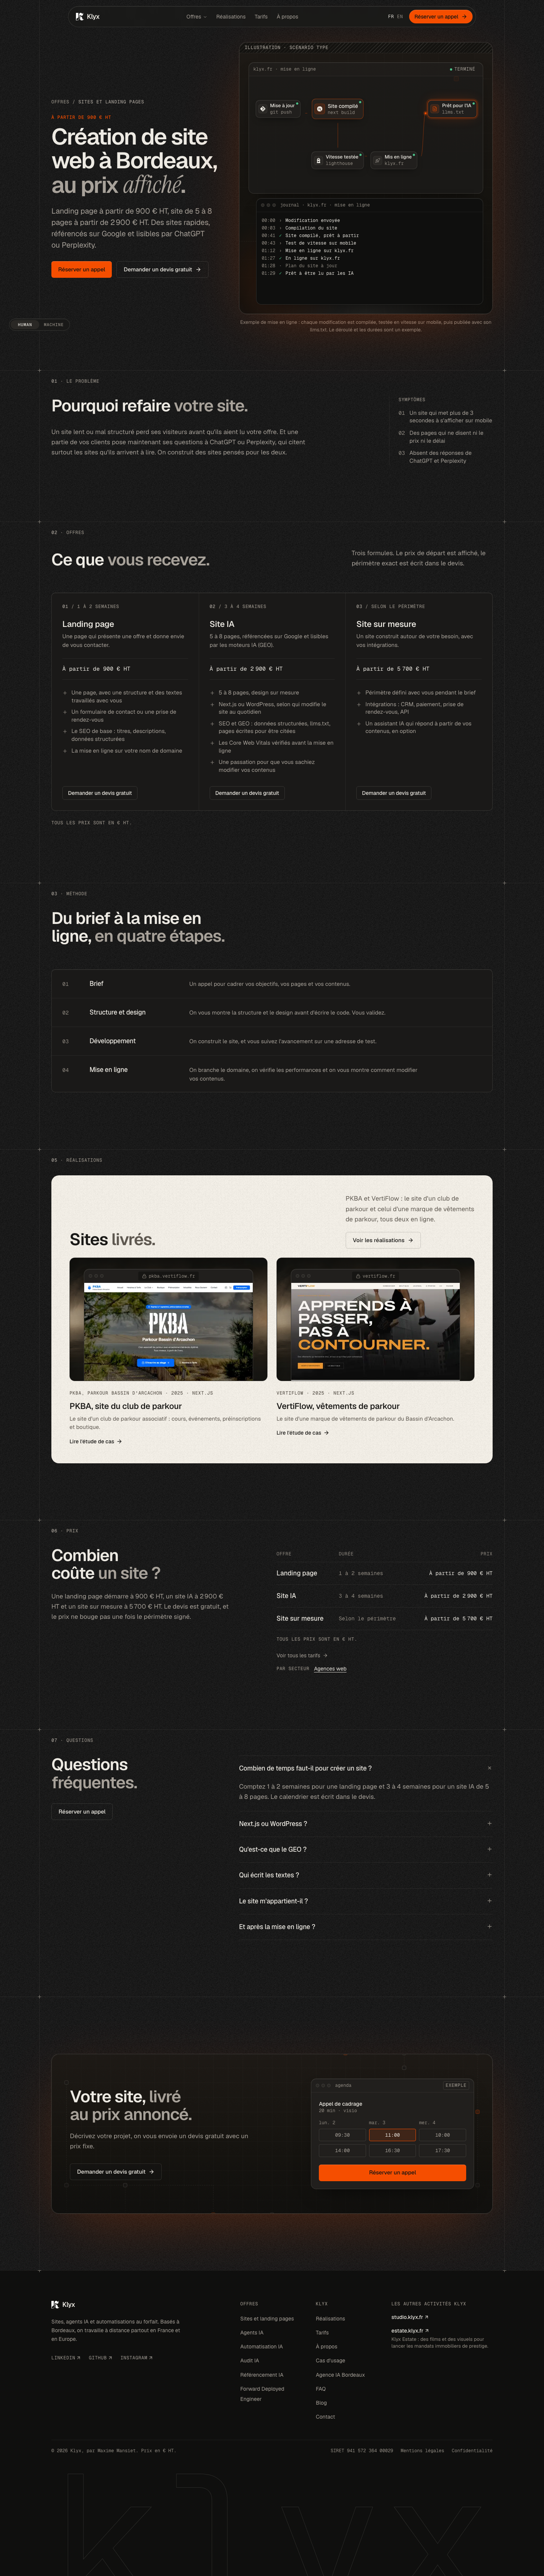 Klyx
Offres
Réalisations
Tarifs
À propos
FR EN
Réserver un appel →
OFFRES / SITES ET LANDING PAGES
À PARTIR DE 900 € HT
Création de site
web à Bordeaux,
au prix affiché.
Landing page à partir de 900 € HT, site de 5 à 8
pages à partir de 2 900 € HT. Des sites rapides,
référencés sur Google et lisibles par ChatGPT
ou Perplexity.
Réserver un appel
Demander un devis gratuit →
HUMAN MACHINE
ILLUSTRATION · SCÉNARIO TYPE
klyx.fr · mise en ligne
TERMINÉ
Mise à jour
git push
Site compilé
next build
Prêt pour l'IA
llms.txt
Vitesse testée
lighthouse
Mis en ligne
klyx.fr
journal · klyx.fr · mise en ligne
00:00 › Modification envoyée
00:03 › Compilation du site
00:41 ✓ Site compilé, prêt à partir
00:43 › Test de vitesse sur mobile
01:12 › Mise en ligne sur klyx.fr
01:27 ✓ En ligne sur klyx.fr
01:28 · Plan du site à jour
01:29 ✓ Prêt à être lu par les IA
Exemple de mise en ligne : chaque modification est compilée, testée en vitesse sur mobile, puis publiée avec son
llms.txt. Le déroulé et les durées sont un exemple.
01 · LE PROBLÈME
Pourquoi refaire votre site.
Un site lent ou mal structuré perd ses visiteurs avant qu'ils aient lu votre offre. Et une
partie de vos clients pose maintenant ses questions à ChatGPT ou Perplexity, qui citent
surtout les sites qu'ils arrivent à lire. On construit des sites pensés pour les deux.
SYMPTÔMES
01 Un site qui met plus de 3
secondes à s'afficher sur mobile
02 Des pages qui ne disent ni le
prix ni le délai
03 Absent des réponses de
ChatGPT et Perplexity
02 · OFFRES
Ce que vous recevez.
Trois formules. Le prix de départ est affiché, le
périmètre exact est écrit dans le devis.
01 / 1 À 2 SEMAINES
Landing page
Une page qui présente une offre et donne envie
de vous contacter.
À partir de 900 € HT
+ Une page, avec une structure et des textes
travaillés avec vous
+ Un formulaire de contact ou une prise de
rendez-vous
+ Le SEO de base : titres, descriptions,
données structurées
+ La mise en ligne sur votre nom de domaine
Demander un devis gratuit
02 / 3 À 4 SEMAINES
Site IA
5 à 8 pages, référencées sur Google et lisibles
par les moteurs IA (GEO).
À partir de 2 900 € HT
+ 5 à 8 pages, design sur mesure
+ Next.js ou WordPress, selon qui modifie le
site au quotidien
+ SEO et GEO : données structurées, llms.txt,
pages écrites pour être citées
+ Les Core Web Vitals vérifiés avant la mise en
ligne
+ Une passation pour que vous sachiez
modifier vos contenus
Demander un devis gratuit
03 / SELON LE PÉRIMÈTRE
Site sur mesure
Un site construit autour de votre besoin, avec
vos intégrations.
À partir de 5 700 € HT
+ Périmètre défini avec vous pendant le brief
+ Intégrations : CRM, paiement, prise de
rendez-vous, API
+ Un assistant IA qui répond à partir de vos
contenus, en option
Demander un devis gratuit
TOUS LES PRIX SONT EN € HT.
03 · MÉTHODE
Du brief à la mise en
ligne, en quatre étapes.
01 Brief Un appel pour cadrer vos objectifs, vos pages et vos contenus.
02 Structure et design On vous montre la structure et le design avant d'écrire le code. Vous validez.
03 Développement On construit le site, et vous suivez l'avancement sur une adresse de test.
04 Mise en ligne On branche le domaine, on vérifie les performances et on vous montre comment modifier
vos contenus.
05 · RÉALISATIONS
Sites livrés.
PKBA et VertiFlow : le site d'un club de
parkour et celui d'une marque de vêtements
de parkour, tous deux en ligne.
Voir les réalisations →
pkba.vertiflow.fr
PKBA
Parkour Bassin d'Arcachon
vertiflow.fr
APPRENDS À
PASSER,
PAS À
CONTOURNER.
PKBA, PARKOUR BASSIN D'ARCACHON · 2025 · NEXT.JS
PKBA, site du club de parkour
Le site d'un club de parkour associatif : cours, événements, préinscriptions
et boutique.
Lire l'étude de cas →
VERTIFLOW · 2025 · NEXT.JS
VertiFlow, vêtements de parkour
Le site d'une marque de vêtements de parkour du Bassin d'Arcachon.
Lire l'étude de cas →
06 · PRIX
Combien
coûte un site ?
Une landing page démarre à 900 € HT, un site IA à 2 900 €
HT et un site sur mesure à 5 700 € HT. Le devis est gratuit, et
le prix ne bouge pas une fois le périmètre signé.
OFFRE DURÉE PRIX
Landing page 1 à 2 semaines À partir de 900 € HT
Site IA 3 à 4 semaines À partir de 2 900 € HT
Site sur mesure Selon le périmètre À partir de 5 700 € HT
TOUS LES PRIX SONT EN € HT.
Voir tous les tarifs →
PAR SECTEUR Agences web
07 · QUESTIONS
Questions
fréquentes.
Réserver un appel
Combien de temps faut-il pour créer un site ?
Comptez 1 à 2 semaines pour une landing page et 3 à 4 semaines pour un site IA de 5
à 8 pages. Le calendrier est écrit dans le devis.
Next.js ou WordPress ?
Qu'est-ce que le GEO ?
Qui écrit les textes ?
Le site m'appartient-il ?
Et après la mise en ligne ?
Votre site, livré
au prix annoncé.
Décrivez votre projet, on vous envoie un devis gratuit avec un
prix fixe.
Demander un devis gratuit →
agenda
EXEMPLE
Appel de cadrage
20 min · visio
lun. 2 mar. 3 mer. 4
09:30 11:00 10:00
14:00 16:30 17:30
Réserver un appel
Klyx
Sites, agents IA et automatisations au forfait. Basés à
Bordeaux, on travaille à distance partout en France et
en Europe.
LINKEDIN ↗ GITHUB ↗ INSTAGRAM ↗
OFFRES
Sites et landing pages
Agents IA
Automatisation IA
Audit IA
Référencement IA
Forward Deployed
Engineer
KLYX
Réalisations
Tarifs
À propos
Cas d'usage
Agence IA Bordeaux
FAQ
Blog
Contact
LES AUTRES ACTIVITÉS KLYX
studio.klyx.fr ↗
estate.klyx.fr ↗
Klyx Estate : des films et des visuels pour
lancer les mandats immobiliers de prestige.
Mentions légales
Confidentialité
klyx